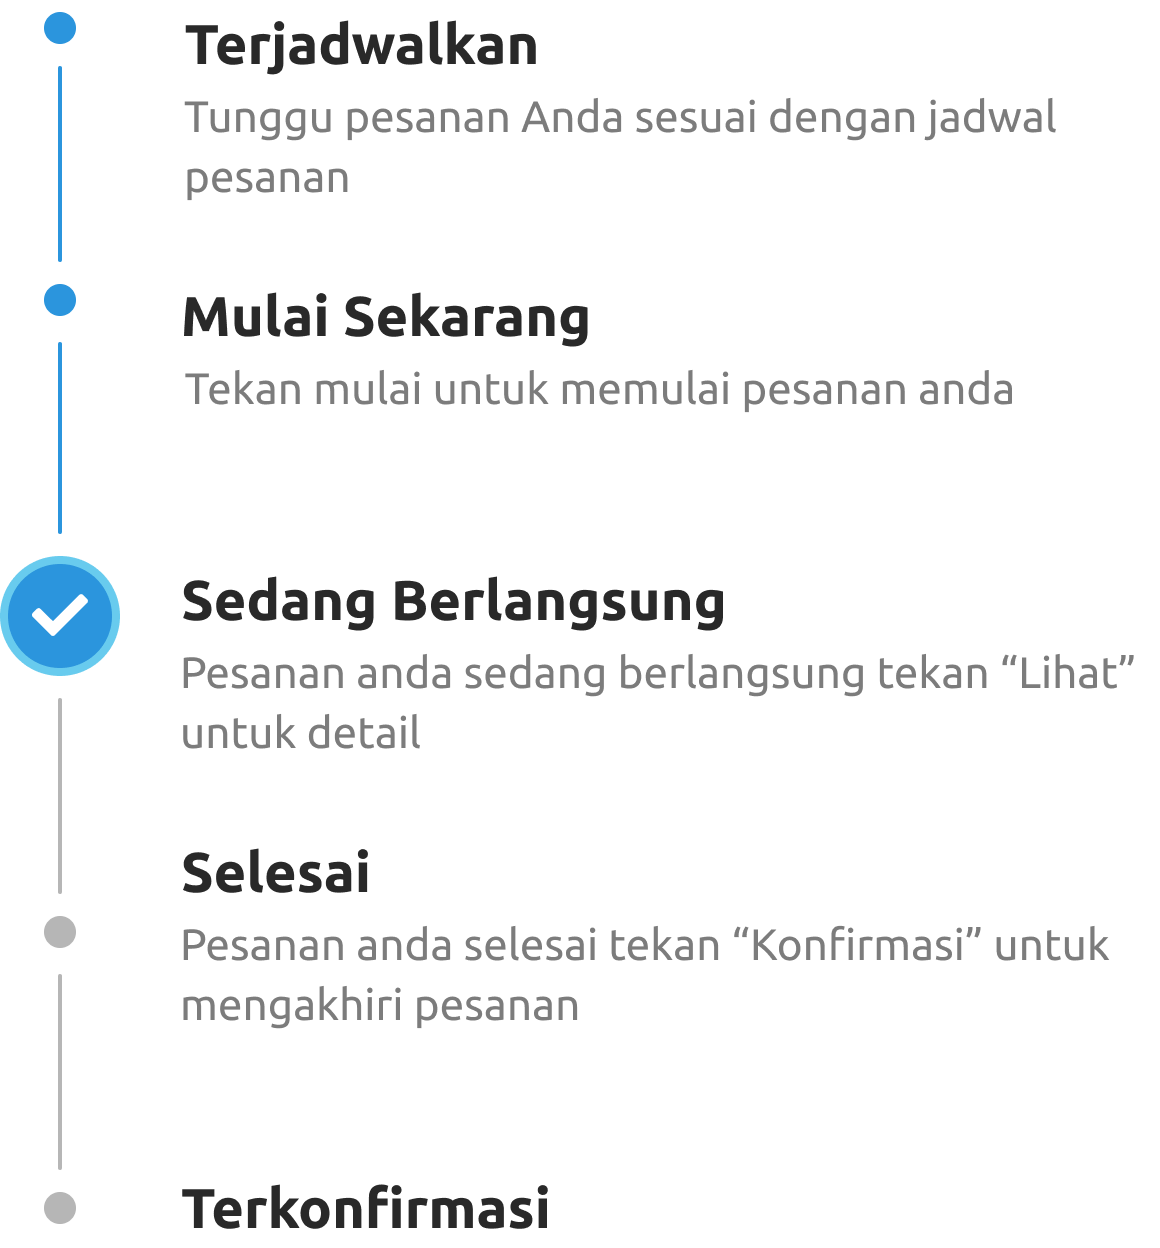 Terjadwalkan
Tunggu pesanan Anda sesuai dengan jadwal
pesanan
Mulai Sekarang
Tekan mulai untuk memulai pesanan anda
Sedang Berlangsung
Pesanan anda sedang berlangsung tekan “Lihat”
untuk detail
Selesai
Pesanan anda selesai tekan “Konfirmasi” untuk
mengakhiri pesanan
Terkonfirmasi